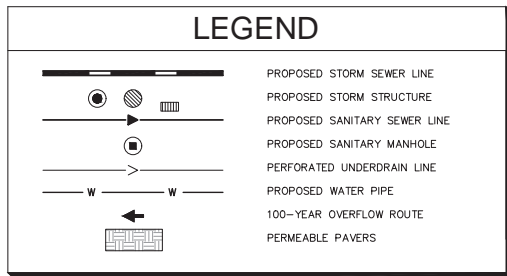 LEGEND
PROPOSED STORM SEWER LINE
PROPOSED STORM STRUCTURE
PROPOSED SANITARY SEWER LINE
PROPOSED SANITARY MANHOLE
PERFORATED UNDERDRAIN LINE
W W PROPOSED WATER PIPE
100-YEAR OVERFLOW ROUTE
PERMEABLE PAVERS